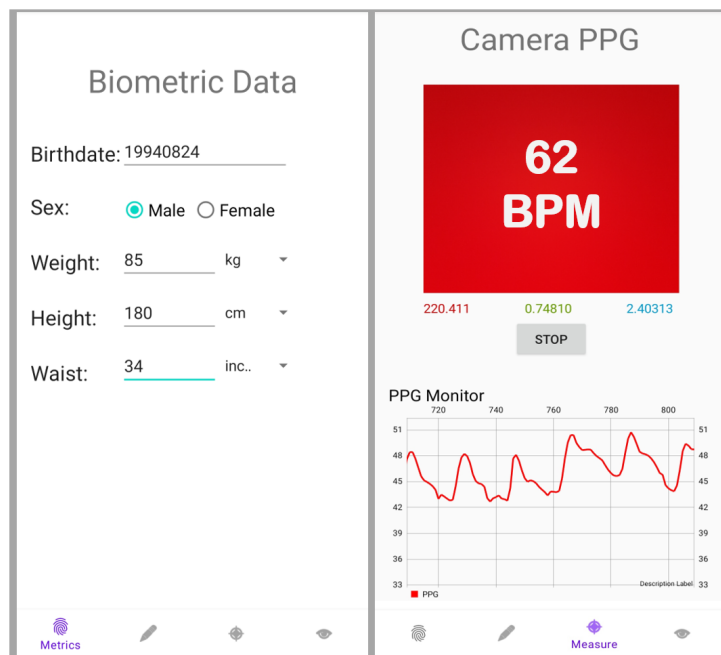 Biometric Data
Birthdate: 19940824
Sex: Male Female
Weight: 85 kg
Height: 180 cm
Waist: 34 inc..
Metrics
Camera PPG
62
BPM
220.411 0.74810 2.40313
STOP
PPG Monitor
720 740 760 780 800
51 51
48 48
45 45
42 42
39 39
36 36
33 Description Label 33
PPG
Measure